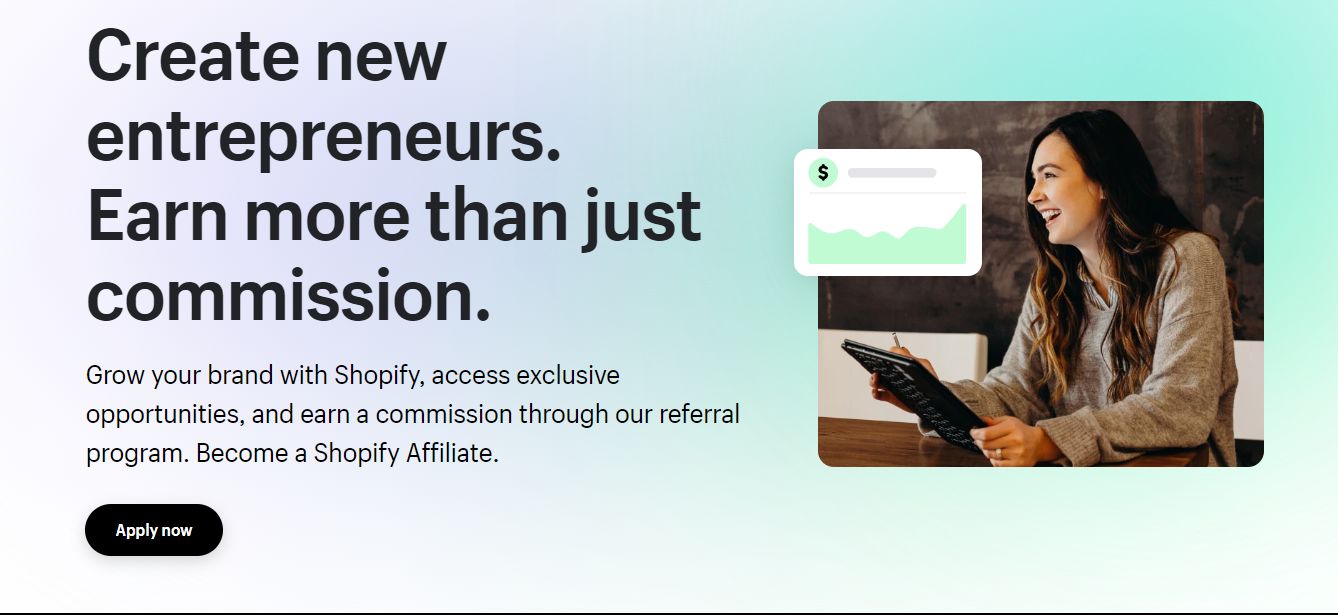 Create new
entrepreneurs.
Earn more than just
commission.
Grow your brand with Shopify, access exclusive
opportunities, and earn a commission through our referral
program. Become a Shopify Affiliate.
Apply now
$